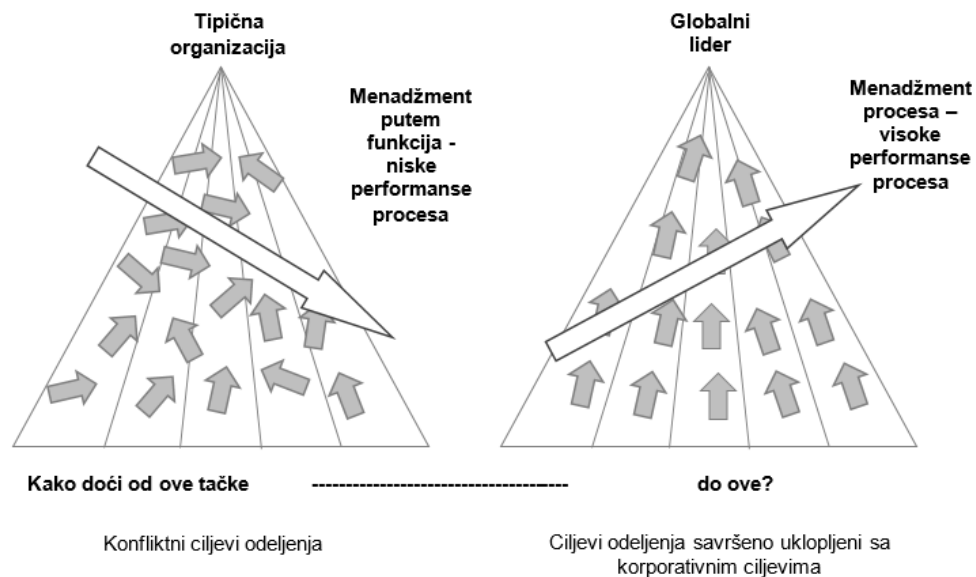 Tipična
organizacija
Menadžment
putem
funkcija -
niske
performanse
procesa
Globalni
lider
Menadžment
procesa –
visoke
performanse
procesa
Kako doći od ove tačke ----------------------------------------- do ove?
Konfliktni ciljevi odeljenja
Ciljevi odeljenja savršeno uklopljeni sa
korporativnim ciljevima